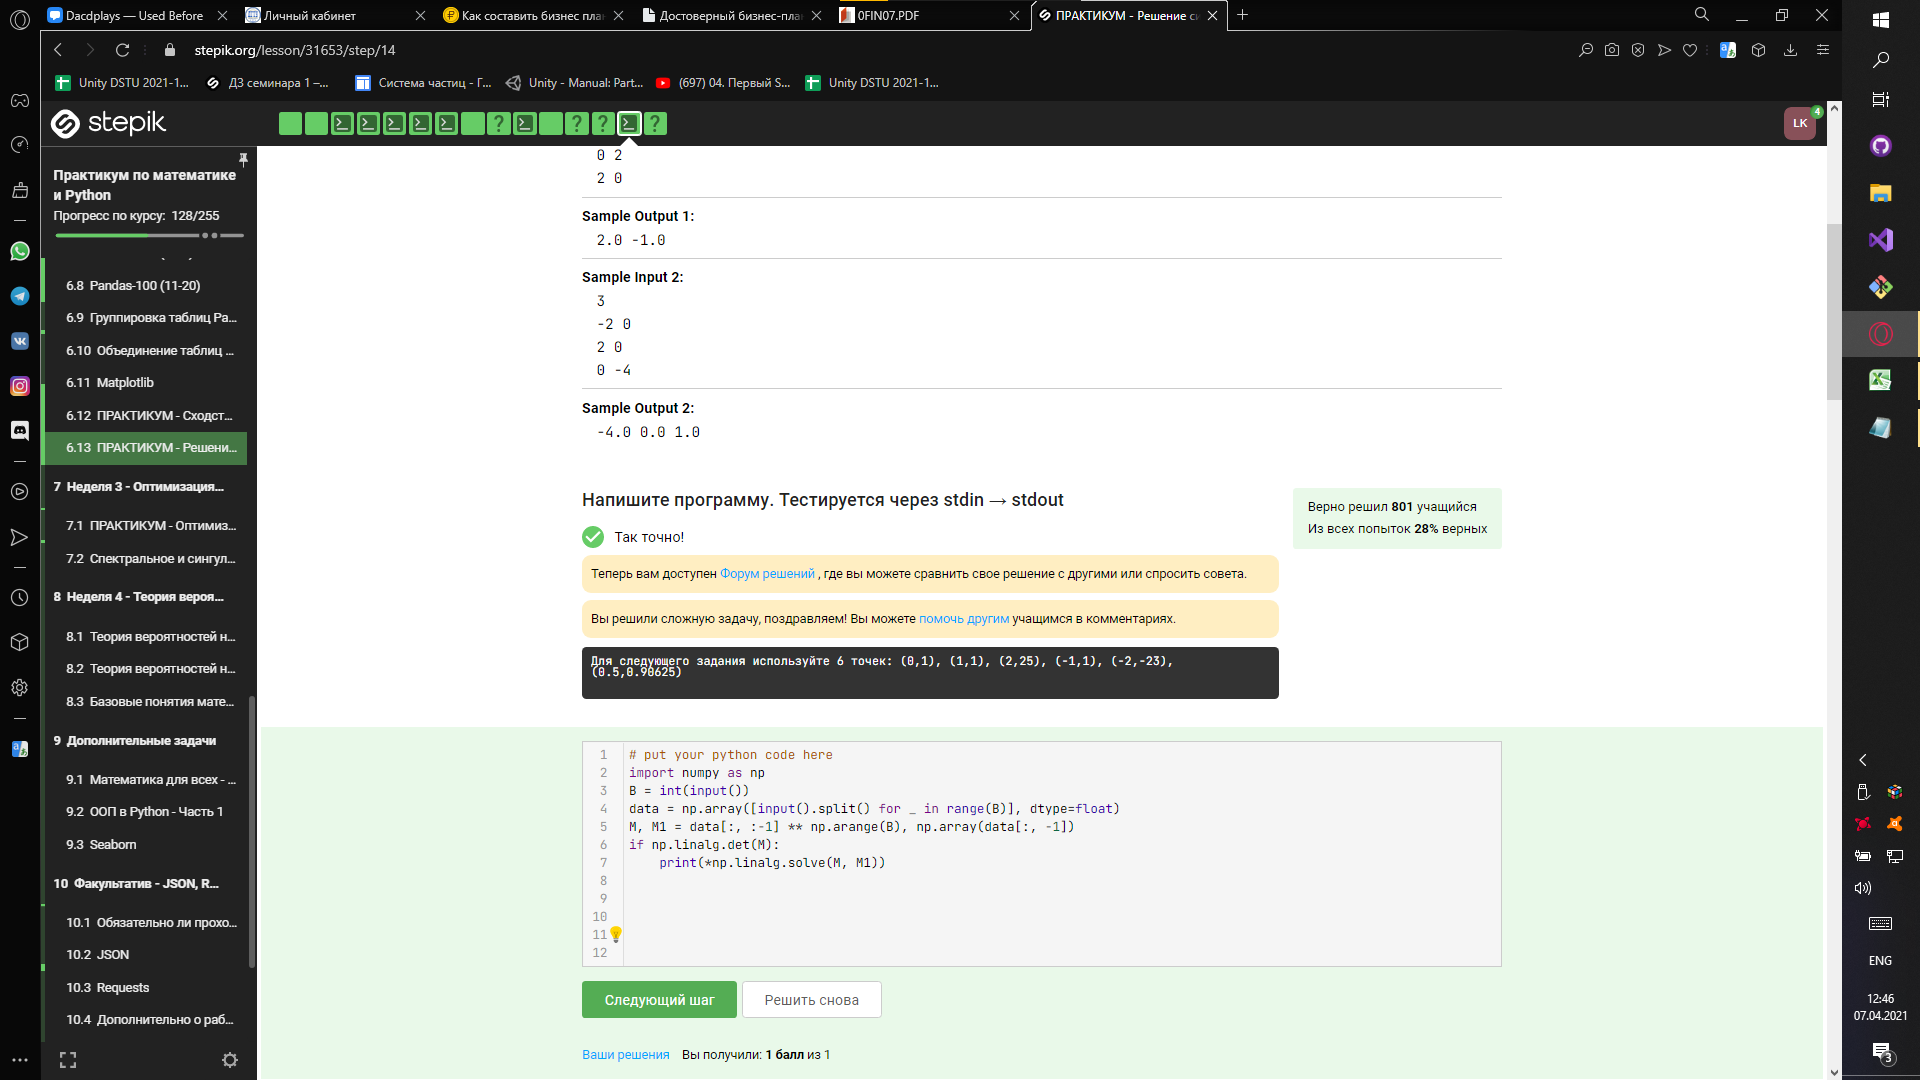 Dacdplays — Used Before
Личный кабинет
Как составить бизнес план
Достоверный бизнес-план
0FIN07.PDF
ПРАКТИКУМ - Решение си
stepik.org/lesson/31653/step/14
Unity DSTU 2021-1...
ДЗ семинара 1 –...
Система частиц - Г...
Unity - Manual: Part...
(697) 04. Первый S...
Unity DSTU 2021-1...
stepik
LK
4
Практикум по математике
и Python
Прогресс по курсу: 128/255
6.8 Pandas-100 (11-20)
6.9 Группировка таблиц Pa...
6.10 Объединение таблиц ...
6.11 Matplotlib
6.12 ПРАКТИКУМ - Сходст...
6.13 ПРАКТИКУМ - Решени...
7 Неделя 3 - Оптимизация...
7.1 ПРАКТИКУМ - Оптимиз...
7.2 Спектральное и сингул...
8 Неделя 4 - Теория вероя...
8.1 Теория вероятностей н...
8.2 Теория вероятностей н...
8.3 Базовые понятия мате...
9 Дополнительные задачи
9.1 Математика для всех - ...
9.2 ООП в Python - Часть 1
9.3 Seaborn
10 Факультатив - JSON, R...
10.1 Обязательно ли прохо...
10.2 JSON
10.3 Requests
10.4 Дополнительно о раб...
0 2
2 0
Sample Output 1:
2.0 -1.0
Sample Input 2:
3
-2 0
2 0
0 -4
Sample Output 2:
-4.0 0.0 1.0
Напишите программу. Тестируется через stdin → stdout
Верно решил 801 учащийся
Из всех попыток 28% верных
Так точно!
Теперь вам доступен Форум решений , где вы можете сравнить свое решение с другими или спросить совета.
Вы решили сложную задачу, поздравляем! Вы можете помочь другим учащимся в комментариях.
Для следующего задания используйте 6 точек: (0,1), (1,1), (2,25), (-1,1), (-2,-23),
(0.5,0.90625)
1 # put your python code here
2 import numpy as np
3 B = int(input())
4 data = np.array([input().split() for _ in range(B)], dtype=float)
5 M, M1 = data[:, :-1] ** np.arange(B), np.array(data[:, -1])
6 if np.linalg.det(M):
7     print(*np.linalg.solve(M, M1))
8
9
10
11
12
Следующий шаг
Решить снова
Ваши решения Вы получили: 1 балл из 1
ENG
12:46
07.04.2021
3